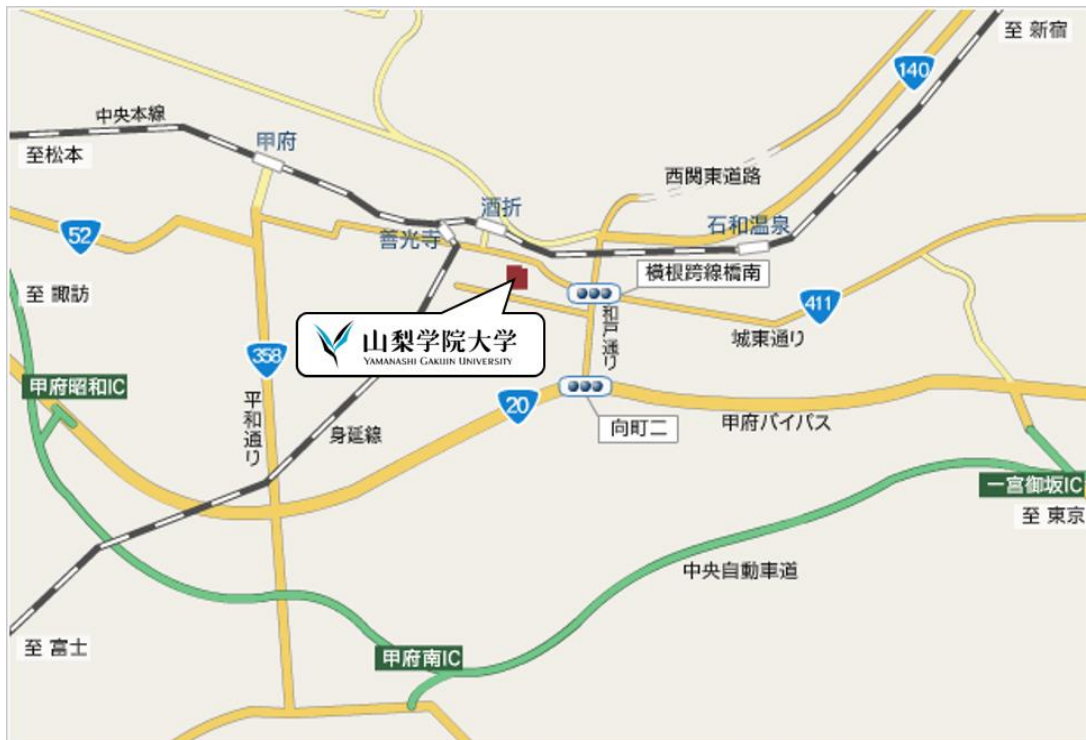 至 新宿
140
中央本線
甲府
至松本
西関東道路
酒折
石和温泉
52
善光寺
横根跨線橋南
至 諏訪
411
和戸通り
城東通り
山梨学院大学
YAMANASHI GAKUIN UNIVERSITY
358
甲府昭和IC
20
平和通り
身延線
向町二
甲府バイパス
一宮御坂IC
至 東京
中央自動車道
至 富士
甲府南IC